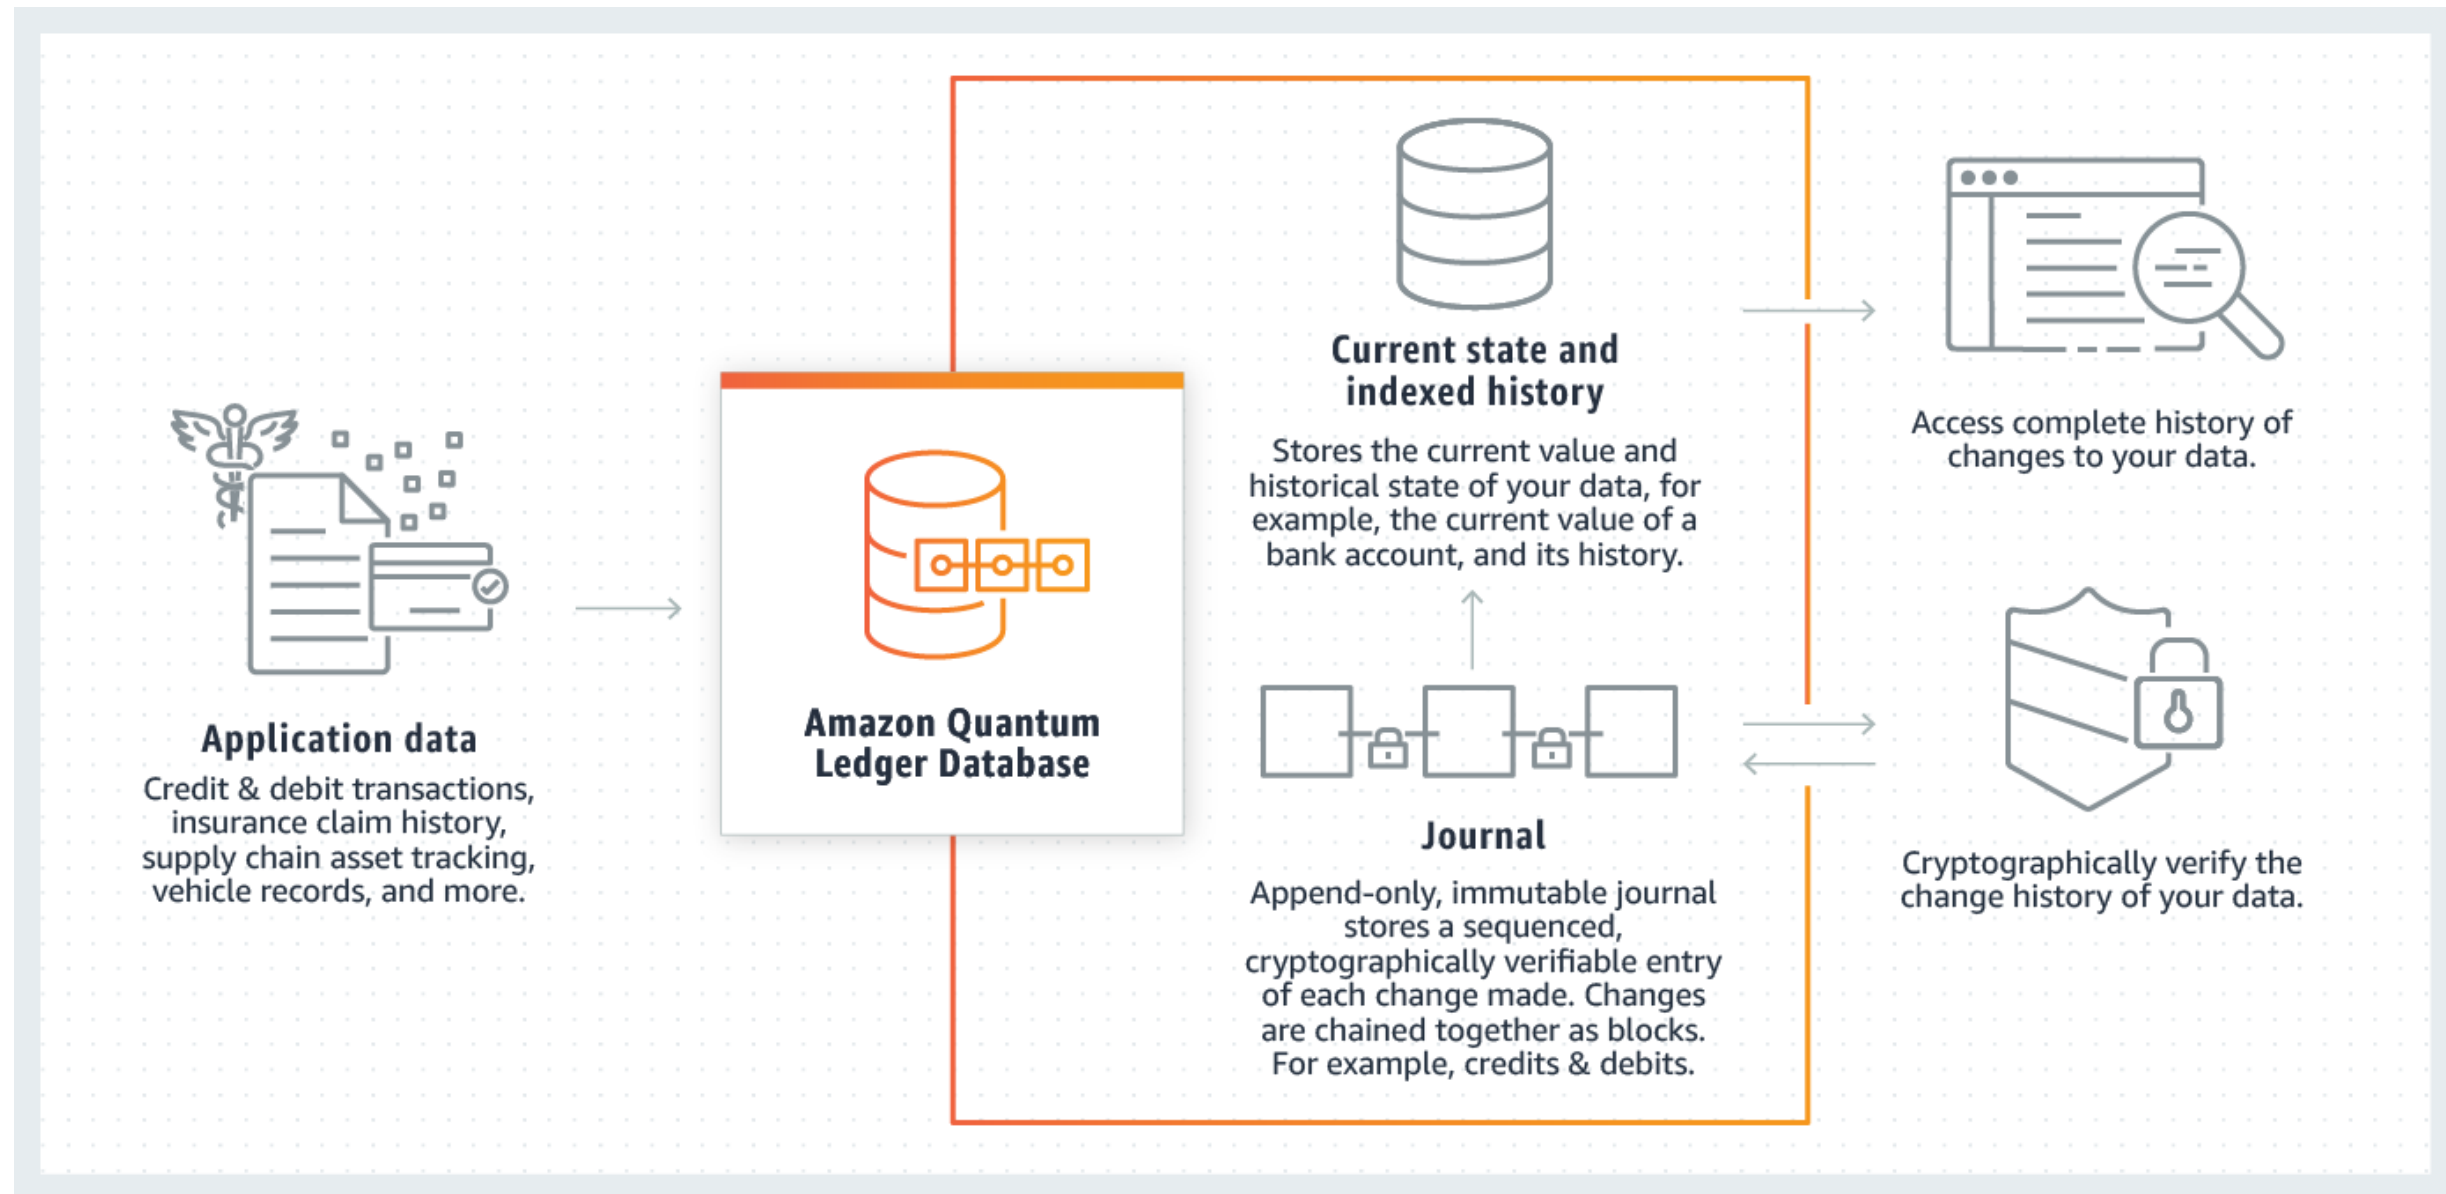 Application data
Credit & debit transactions,
insurance claim history,
supply chain asset tracking,
vehicle records, and more.
Amazon Quantum
Ledger Database
Current state and
indexed history
Stores the current value and
historical state of your data, for
example, the current value of a
bank account, and its history.
Journal
Append-only, immutable journal
stores a sequenced,
cryptographically verifiable entry
of each change made. Changes
are chained together as blocks.
For example, credits & debits.
Access complete history of
changes to your data.
Cryptographically verify the
change history of your data.